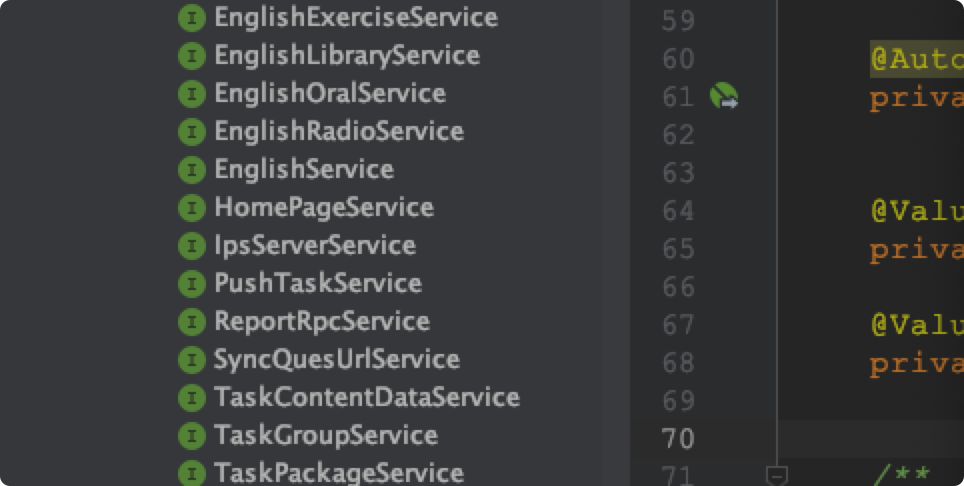 EnglishExerciseService
EnglishLibraryService
EnglishOralService
EnglishRadioService
EnglishService
HomePageService
IpsServerService
PushTaskService
ReportRpcService
SyncQuesUrlService
TaskContentDataService
TaskGroupService
TaskPackageService
59
60 @Auto
61 priva
62
63
64 @Valu
65 priva
66
67 @Valu
68 priva
69
70
71 /**